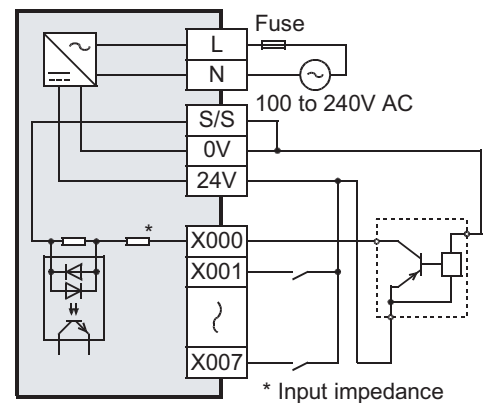 Fuse
L
N
100 to 240V AC
S/S
0V
24V
*
X000
X001
X007
* Input impedance